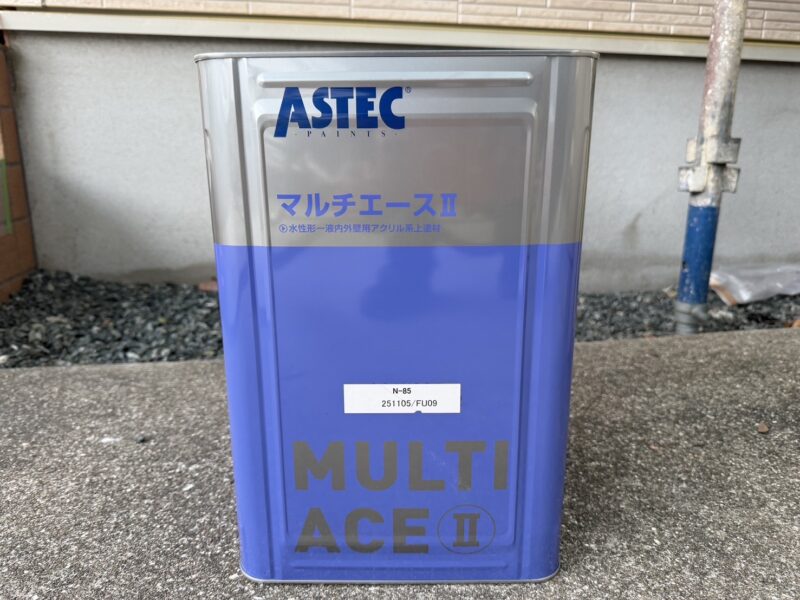 ASTEC®
-PAINTS-
マルチエースⅡ
水性形一液内外壁用アクリル系上塗材
N-85
251105/FU09
MULTI
ACE Ⅱ